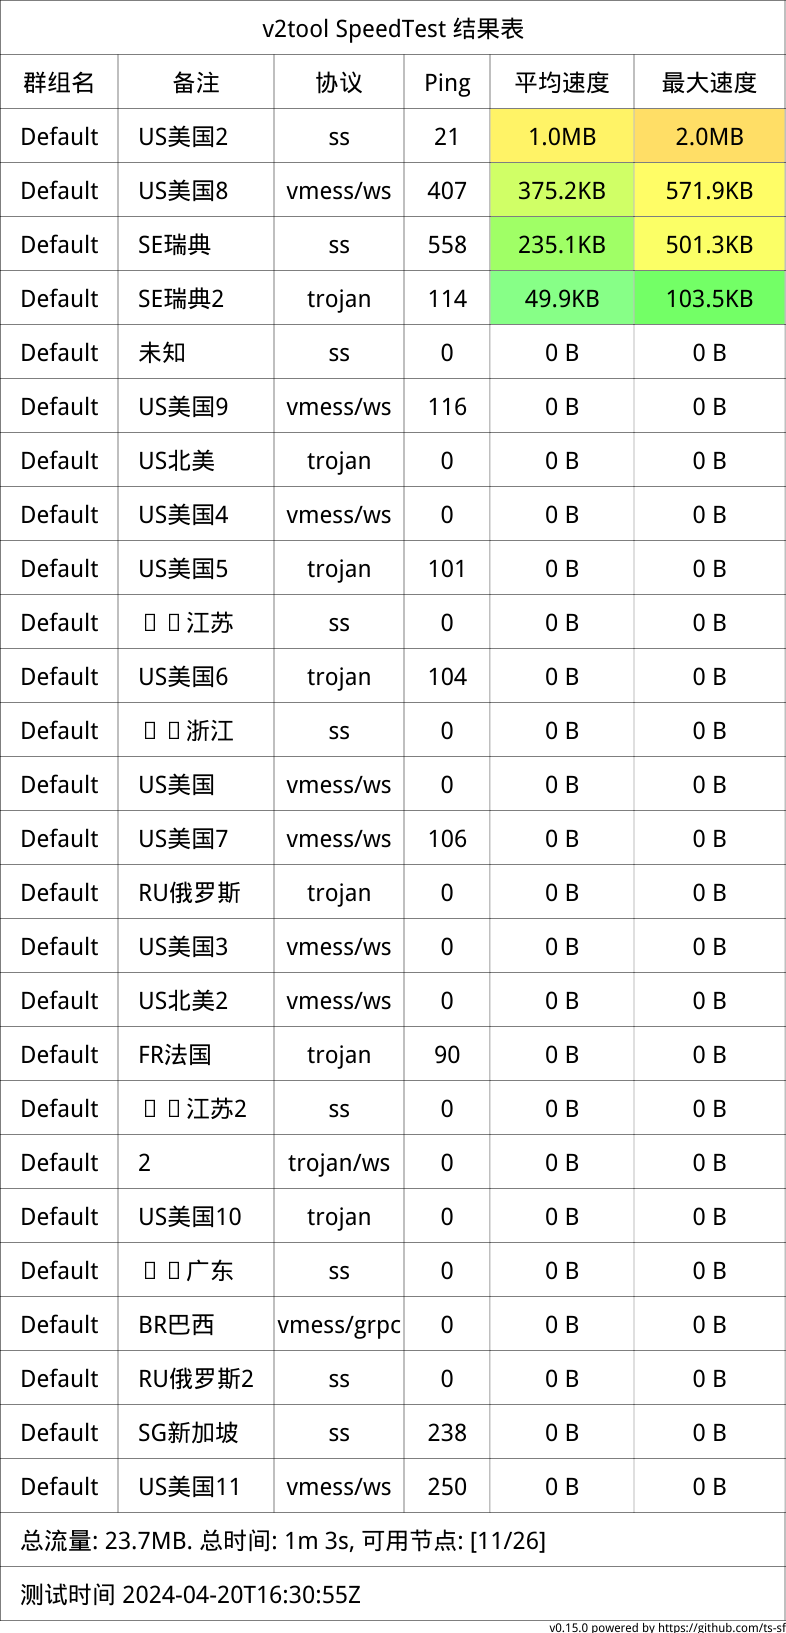 v2tool SpeedTest 结果表
群组名 备注 协议 Ping 平均速度 最大速度
Default US美国2 ss 21 1.0MB 2.0MB
Default US美国8 vmess/ws 407 375.2KB 571.9KB
Default SE瑞典 ss 558 235.1KB 501.3KB
Default SE瑞典2 trojan 114 49.9KB 103.5KB
Default 未知 ss 0 0 B 0 B
Default US美国9 vmess/ws 116 0 B 0 B
Default US北美 trojan 0 0 B 0 B
Default US美国4 vmess/ws 0 0 B 0 B
Default US美国5 trojan 101 0 B 0 B
Default 江苏 ss 0 0 B 0 B
Default US美国6 trojan 104 0 B 0 B
Default 浙江 ss 0 0 B 0 B
Default US美国 vmess/ws 0 0 B 0 B
Default US美国7 vmess/ws 106 0 B 0 B
Default RU俄罗斯 trojan 0 0 B 0 B
Default US美国3 vmess/ws 0 0 B 0 B
Default US北美2 vmess/ws 0 0 B 0 B
Default FR法国 trojan 90 0 B 0 B
Default 江苏2 ss 0 0 B 0 B
Default 2 trojan/ws 0 0 B 0 B
Default US美国10 trojan 0 0 B 0 B
Default 广东 ss 0 0 B 0 B
Default BR巴西 vmess/grpc 0 0 B 0 B
Default RU俄罗斯2 ss 0 0 B 0 B
Default SG新加坡 ss 238 0 B 0 B
Default US美国11 vmess/ws 250 0 B 0 B
总流量: 23.7MB. 总时间: 1m 3s, 可用节点: [11/26]
测试时间 2024-04-20T16:30:55Z
v0.15.0 powered by https://github.com/ts-sf